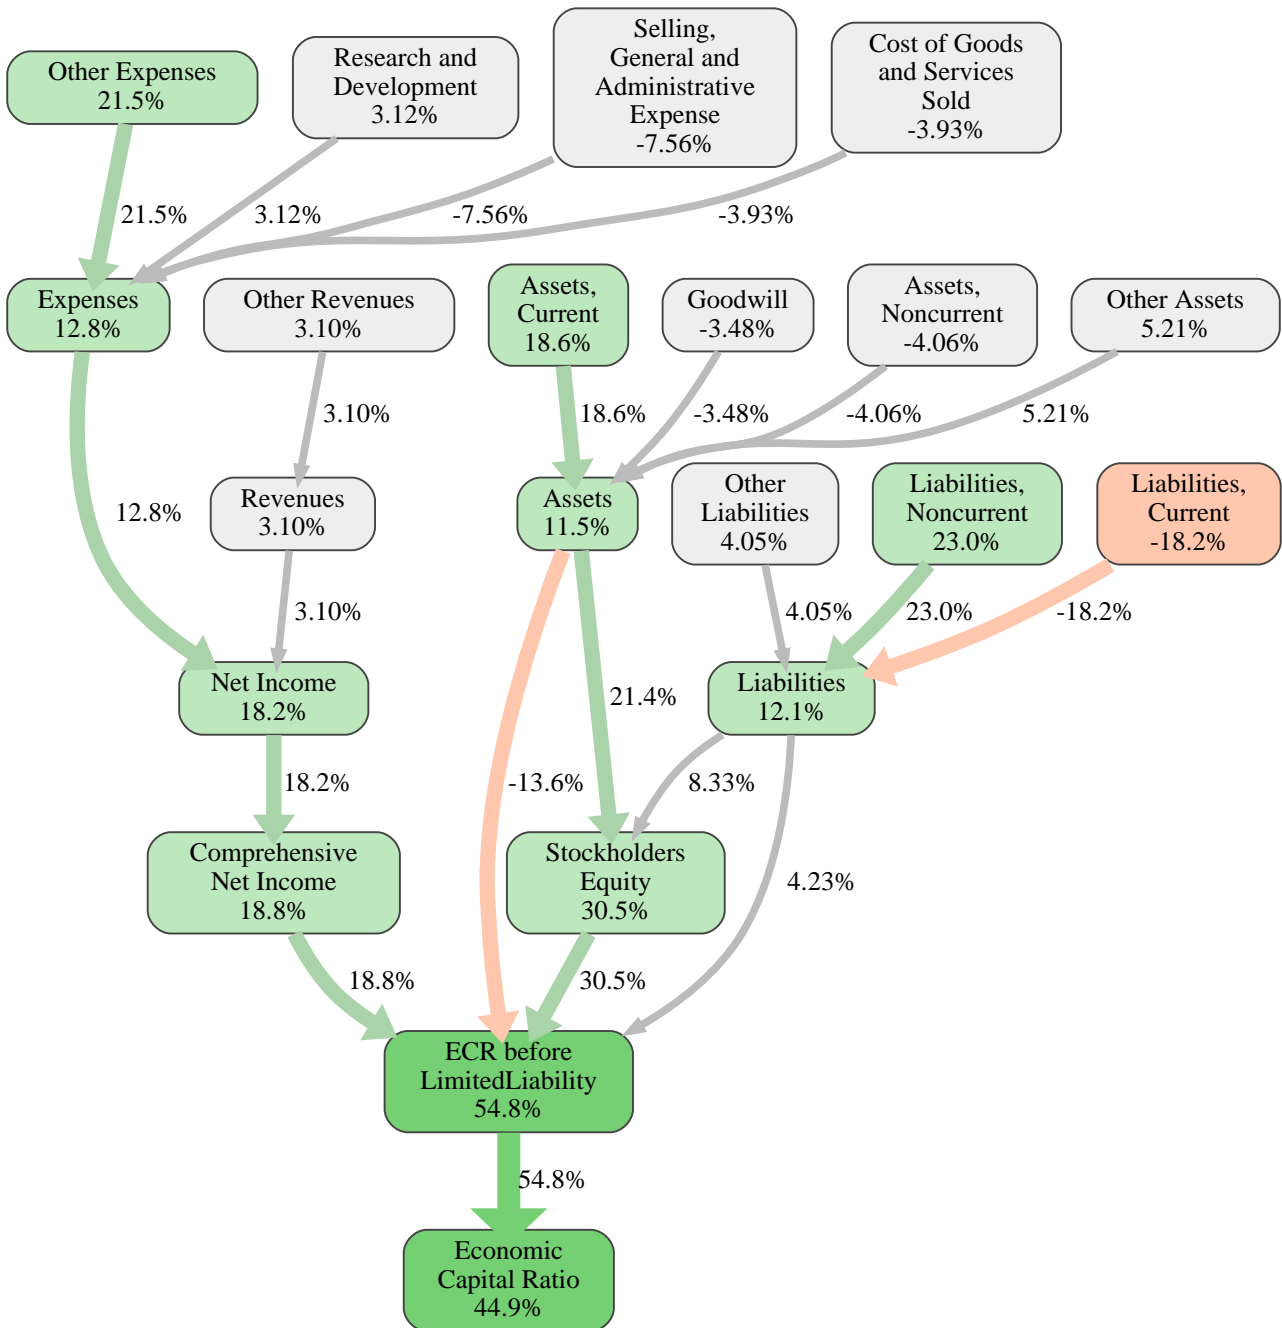 Other Expenses
21.5%
Research and
Development
3.12%
Selling,
General and
Administrative
Expense
-7.56%
Cost of Goods
and Services
Sold
-3.93%
21.5%
3.12%
-7.56%
-3.93%
Expenses
12.8%
Other Revenues
3.10%
Assets,
Current
18.6%
Goodwill
-3.48%
Assets,
Noncurrent
-4.06%
Other Assets
5.21%
3.10%
18.6%
-3.48%
-4.06%
5.21%
12.8%
Revenues
3.10%
Assets
11.5%
Other
Liabilities
4.05%
Liabilities,
Noncurrent
23.0%
Liabilities,
Current
-18.2%
3.10%
4.05%
23.0%
-18.2%
Net Income
18.2%
21.4%
Liabilities
12.1%
18.2%
-13.6%
8.33%
Comprehensive
Net Income
18.8%
Stockholders
Equity
30.5%
4.23%
18.8%
30.5%
ECR before
LimitedLiability
54.8%
54.8%
Economic
Capital Ratio
44.9%